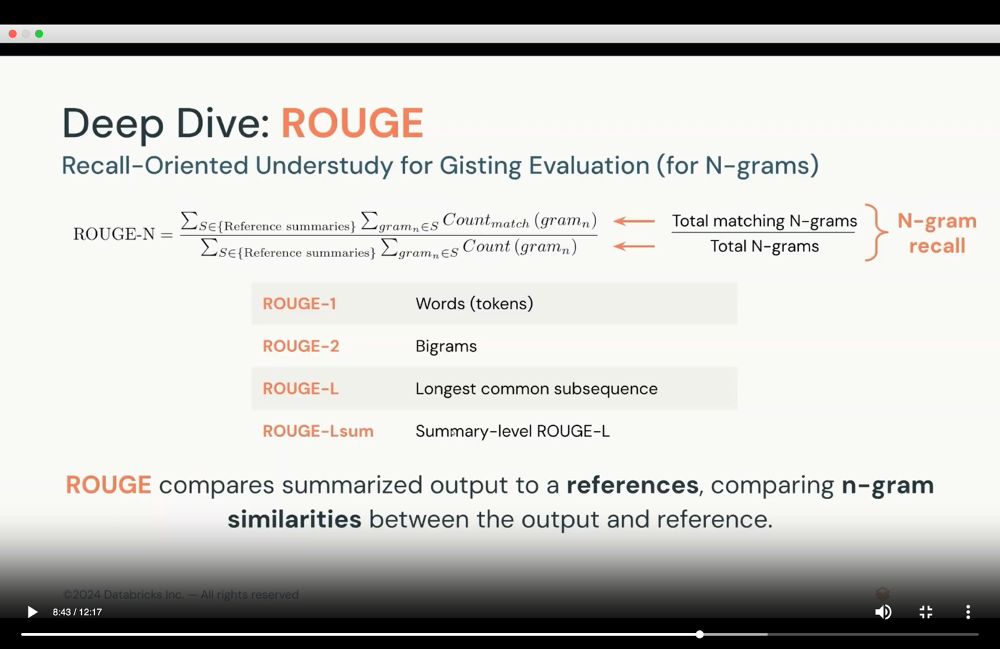 Deep Dive: ROUGE
Recall-Oriented Understudy for Gisting Evaluation (for N-grams)
ROUGE-N = \frac{\sum_{S \in \{\text{Reference summaries}\}} \sum_{gram_n \in S} Count_{match}(gram_n)}{\sum_{S \in \{\text{Reference summaries}\}} \sum_{gram_n \in S} Count(gram_n)}
Total matching N-grams
Total N-grams
N-gram
recall
ROUGE-1 Words (tokens)
ROUGE-2 Bigrams
ROUGE-L Longest common subsequence
ROUGE-Lsum Summary-level ROUGE-L
ROUGE compares summarized output to a references, comparing n-gram
similarities between the output and reference.
©2024 Databricks Inc. — All rights reserved
8:43 / 12:17